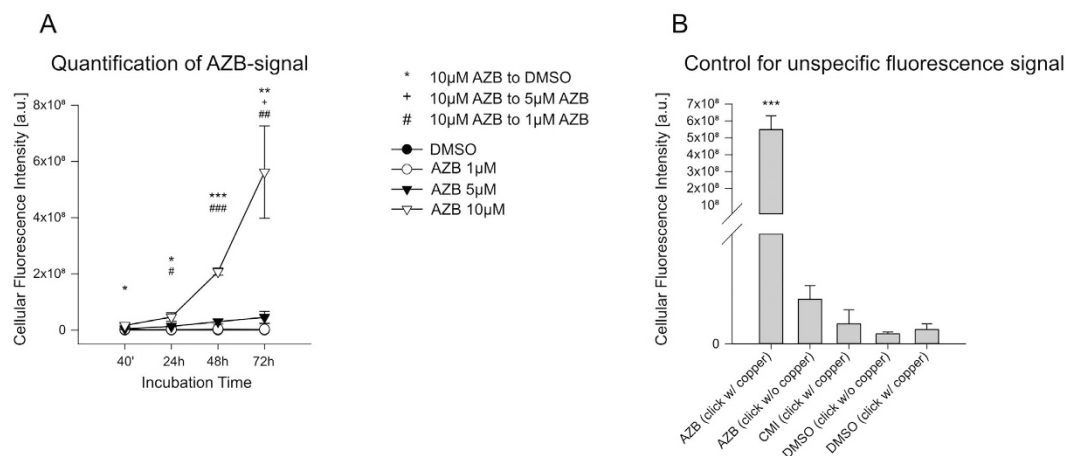 A
Quantification of AZB-signal
Cellular Fluorescence Intensity [a.u.]
8x10⁸
6x10⁸
4x10⁸
2x10⁸
0
*
*
#
***
###
**
+
##
40' 24h 48h 72h
Incubation Time
* 10µM AZB to DMSO
+ 10µM AZB to 5µM AZB
# 10µM AZB to 1µM AZB
DMSO
AZB 1µM
AZB 5µM
AZB 10µM
B
Control for unspecific fluorescence signal
Cellular Fluorescence Intensity [a.u.]
7x10⁸
6x10⁸
5x10⁸
4x10⁸
3x10⁸
2x10⁸
10⁸
0
***
AZB (click w/ copper)
AZB (click w/o copper)
CMI (click w/ copper)
DMSO (click w/o copper)
DMSO (click w/ copper)